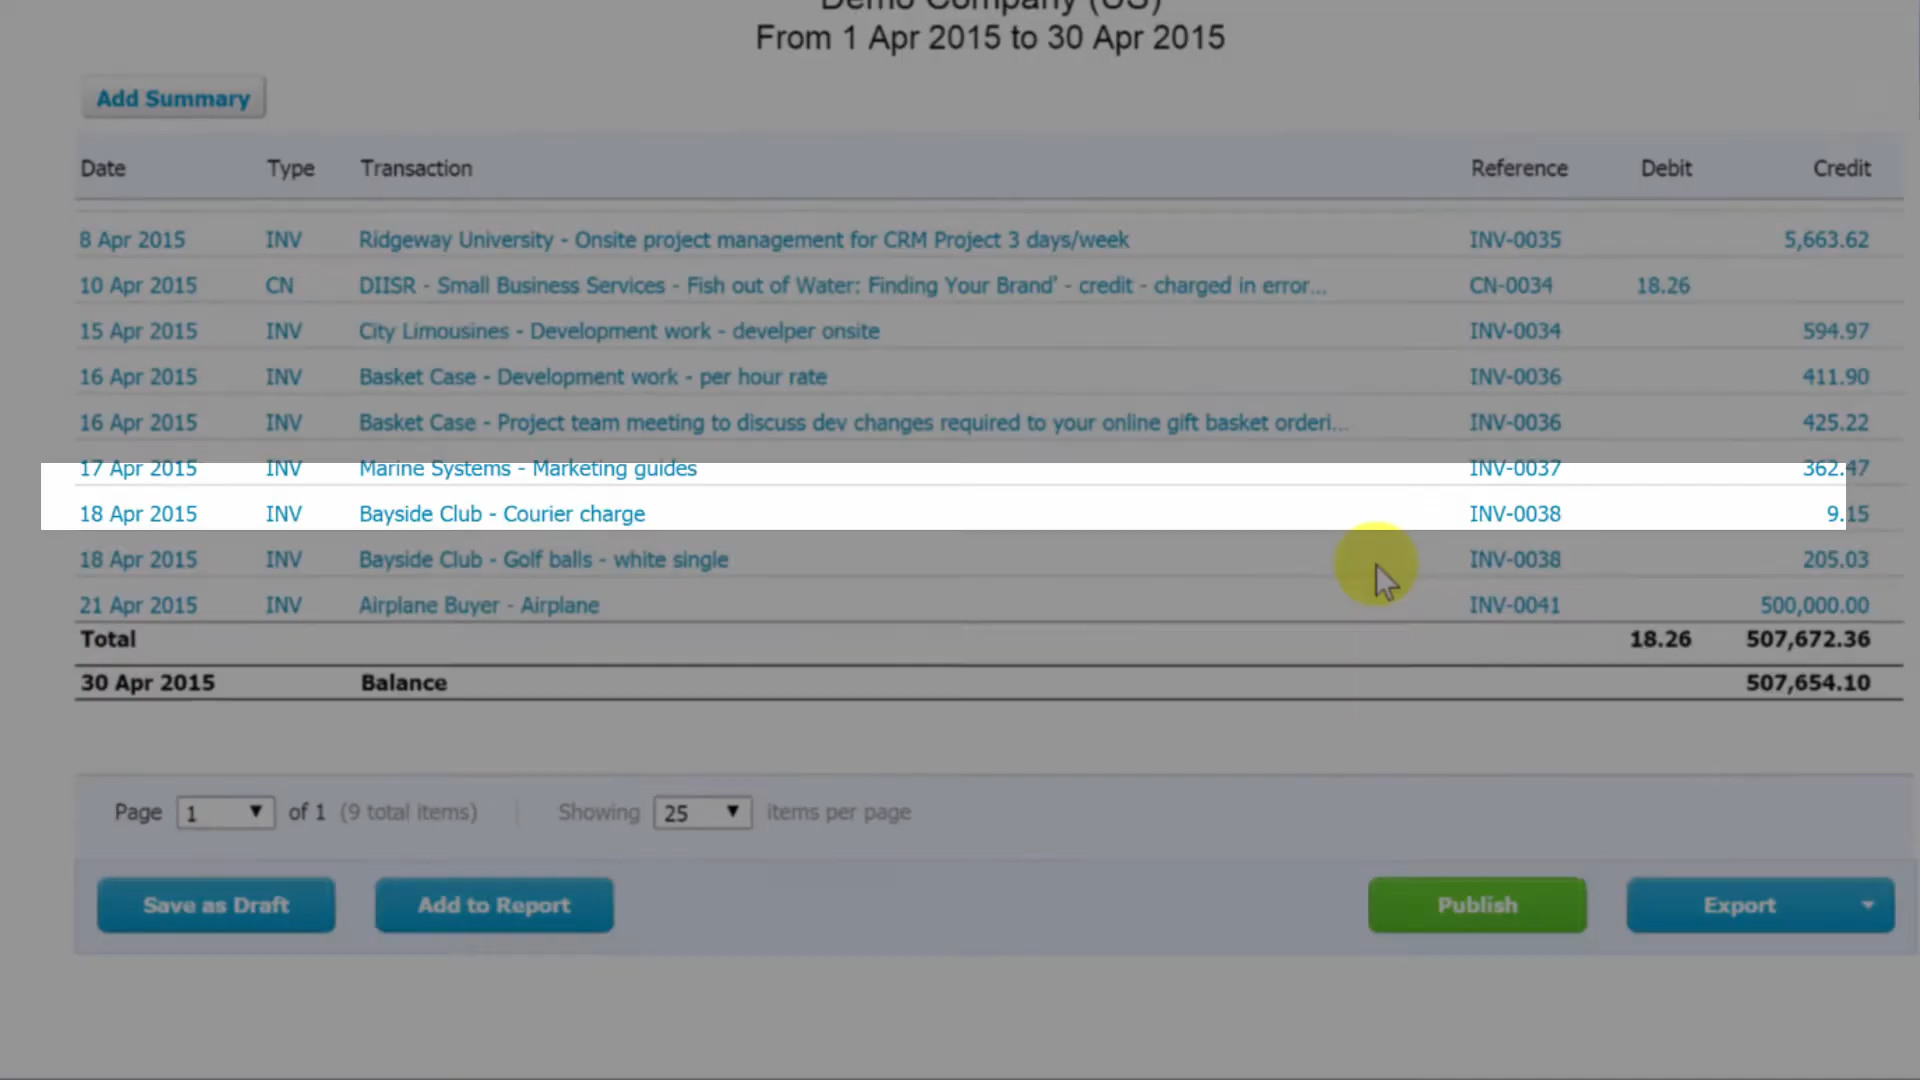 Demo Company (US)
From 1 Apr 2015 to 30 Apr 2015
Add Summary
Date Type Transaction Reference Debit Credit
8 Apr 2015 INV Ridgeway University - Onsite project management for CRM Project 3 days/week INV-0035 5,663.62
10 Apr 2015 CN DIISR - Small Business Services - Fish out of Water: Finding Your Brand' - credit - charged in error... CN-0034 18.26
15 Apr 2015 INV City Limousines - Development work - develper onsite INV-0034 594.97
16 Apr 2015 INV Basket Case - Development work - per hour rate INV-0036 411.90
16 Apr 2015 INV Basket Case - Project team meeting to discuss dev changes required to your online gift basket orderi... INV-0036 425.22
17 Apr 2015 INV Marine Systems - Marketing guides INV-0037 362.47
18 Apr 2015 INV Bayside Club - Courier charge INV-0038 9.15
18 Apr 2015 INV Bayside Club - Golf balls - white single INV-0038 205.03
21 Apr 2015 INV Airplane Buyer - Airplane INV-0041 500,000.00
Total 18.26 507,672.36
30 Apr 2015 Balance 507,654.10
Page 1 of 1 (9 total items) Showing 25 items per page
Save as Draft Add to Report Publish Export